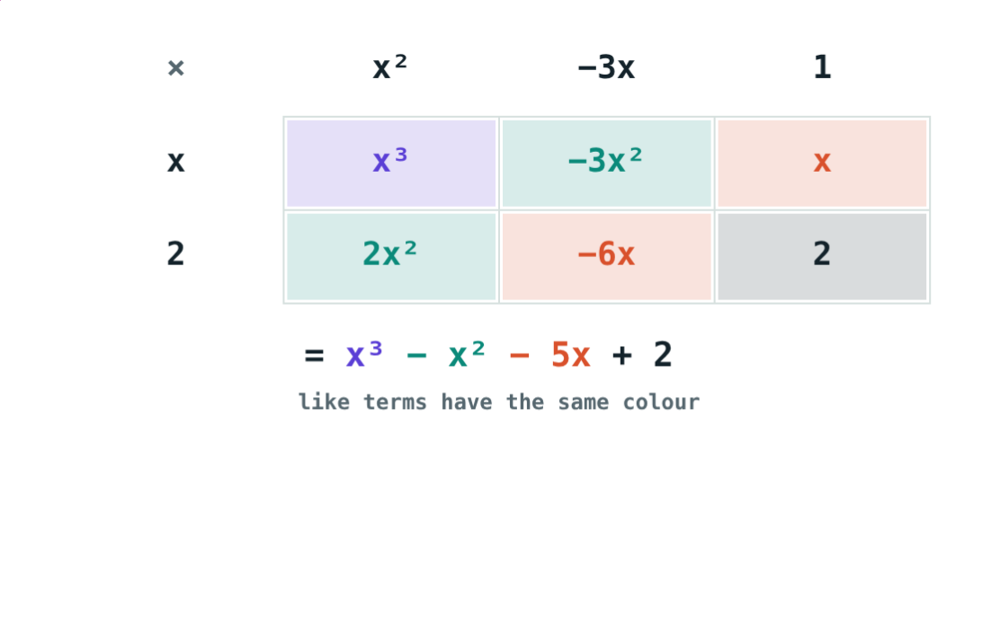 × x² −3x 1
x x³ −3x² x
2 2x² −6x 2
= x³ − x² − 5x + 2
like terms have the same colour